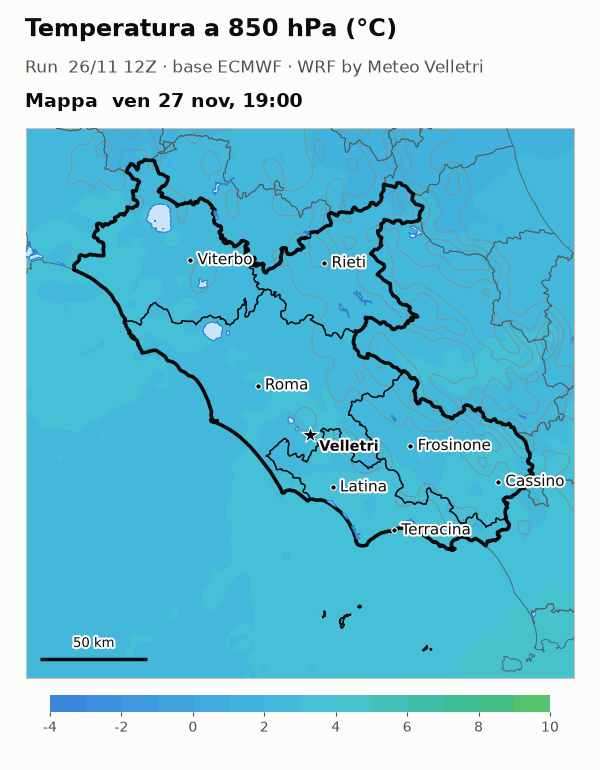 Temperatura a 850 hPa (°C)
Run  26/11 12Z · base ECMWF · WRF by Meteo Velletri
Mappa  ven 27 nov, 19:00
Viterbo
Rieti
Roma
Velletri
Frosinone
Cassino
Latina
Terracina
50 km
-4 -2 0 2 4 6 8 10